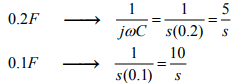 0.2F ⟶ 1/(jωC) = 1/(s(0.2)) = 5/s
0.1F ⟶ 1/(s(0.1)) = 10/s